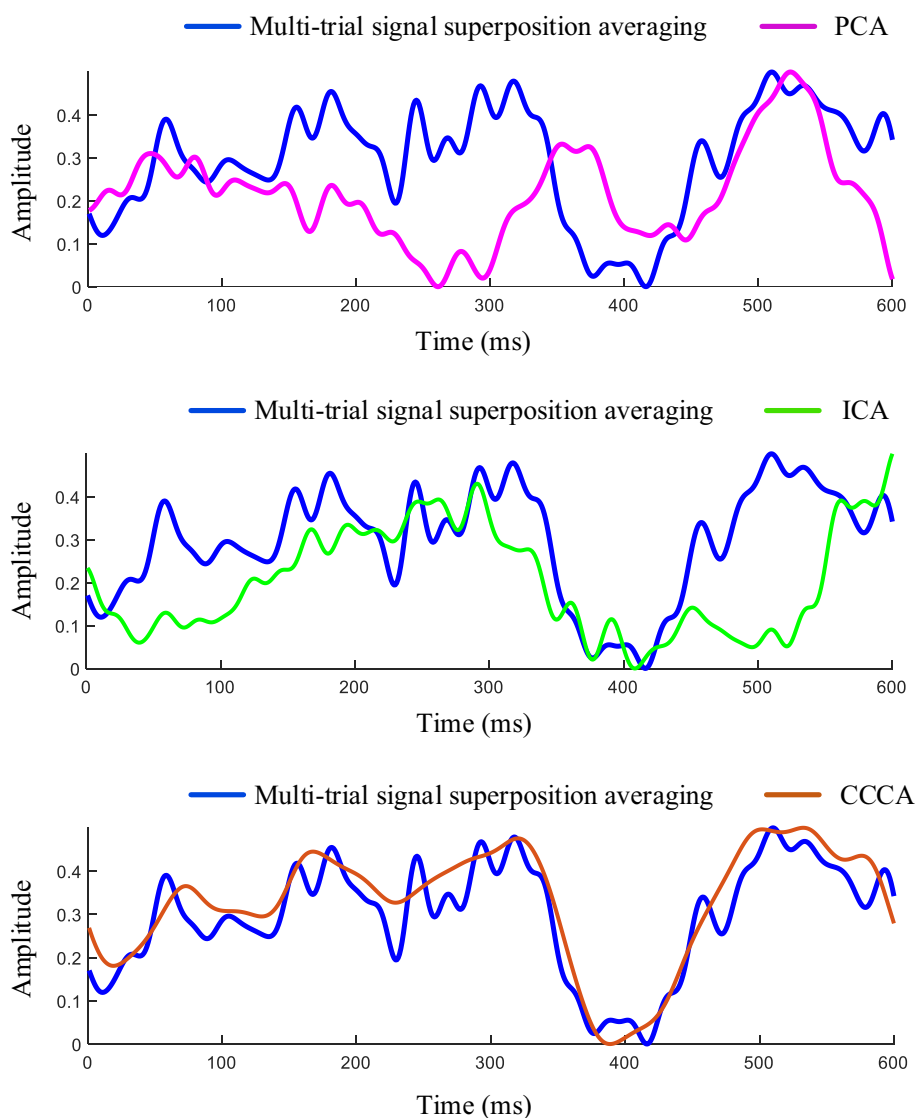 Multi-trial signal superposition averaging PCA
Amplitude
0.4
0.3
0.2
0.1
0
0 100 200 300 400 500 600
Time (ms)
Multi-trial signal superposition averaging ICA
Amplitude
0.4
0.3
0.2
0.1
0
0 100 200 300 400 500 600
Time (ms)
Multi-trial signal superposition averaging CCCA
Amplitude
0.4
0.3
0.2
0.1
0
0 100 200 300 400 500 600
Time (ms)